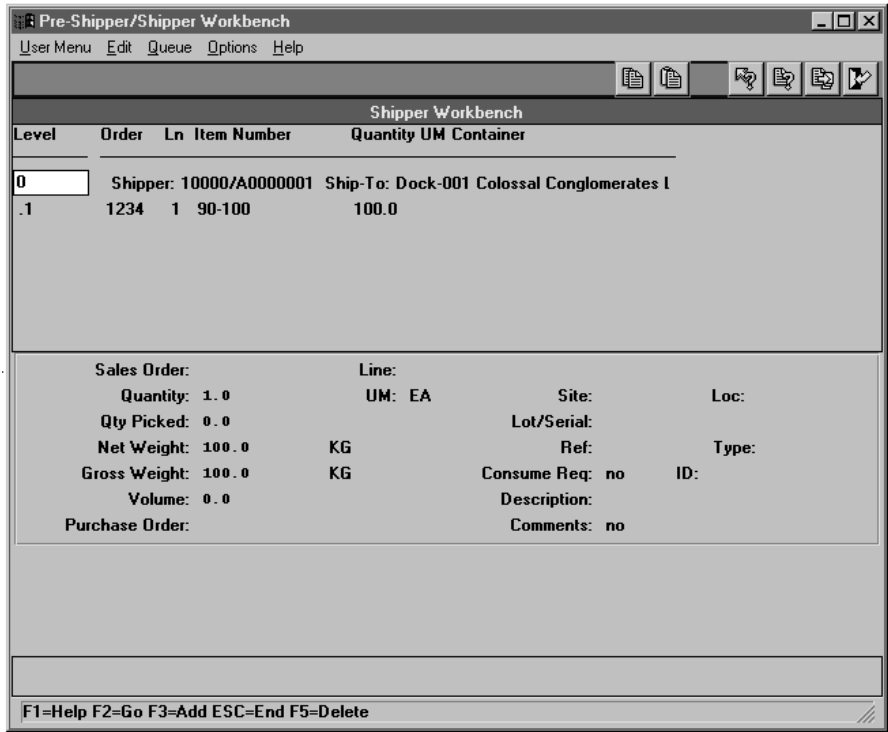 Pre-Shipper/Shipper Workbench
User Menu Edit Queue Options Help
Shipper Workbench
Level Order Ln Item Number Quantity UM Container
0 Shipper: 10000/A0000001 Ship-To: Dock-001 Colossal Conglomerates L
.1 1234 1 90-100 100.0
Sales Order: Line:
Quantity: 1.0 UM: EA Site: Loc:
Qty Picked: 0.0 Lot/Serial:
Net Weight: 100.0 KG Ref: Type:
Gross Weight: 100.0 KG Consume Req: no ID:
Volume: 0.0 Description:
Purchase Order: Comments: no
F1=Help F2=Go F3=Add ESC=End F5=Delete